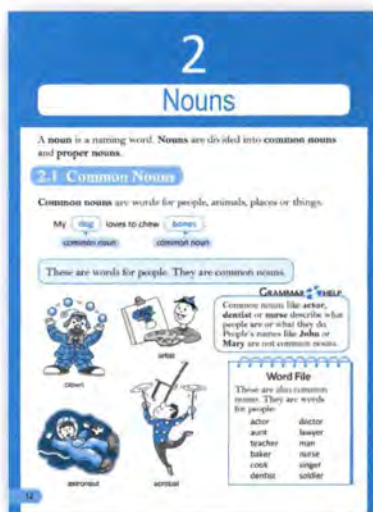 2
Nouns
A noun is a naming word. Nouns are divided into common nouns
and proper nouns.
2.1 Common Nouns
Common nouns are words for people, animals, places or things.
My dog loves to chew bones.
common noun common noun
These are words for people. They are common nouns.
clown
artist
astronaut
acrobat
GRAMMAR HELP
Common nouns like actor,
dentist or nurse describe what
people are or what they do.
People's names like John or
Mary are not common nouns.
Word File
These are also common
nouns. They are words
for people:
actor doctor
aunt lawyer
teacher man
baker nurse
cook singer
dentist soldier
12